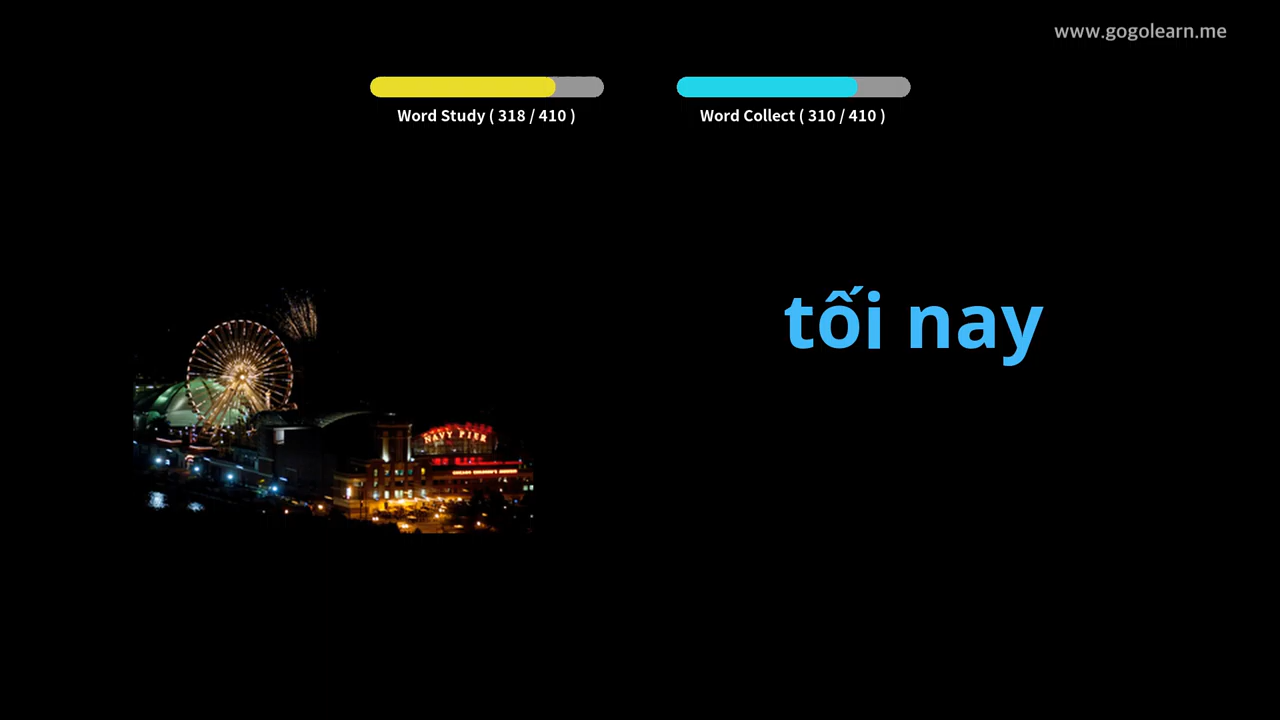 www.gogolearn.me
Word Study ( 318 / 410 )
Word Collect ( 310 / 410 )
tối nay
NAVY PIER